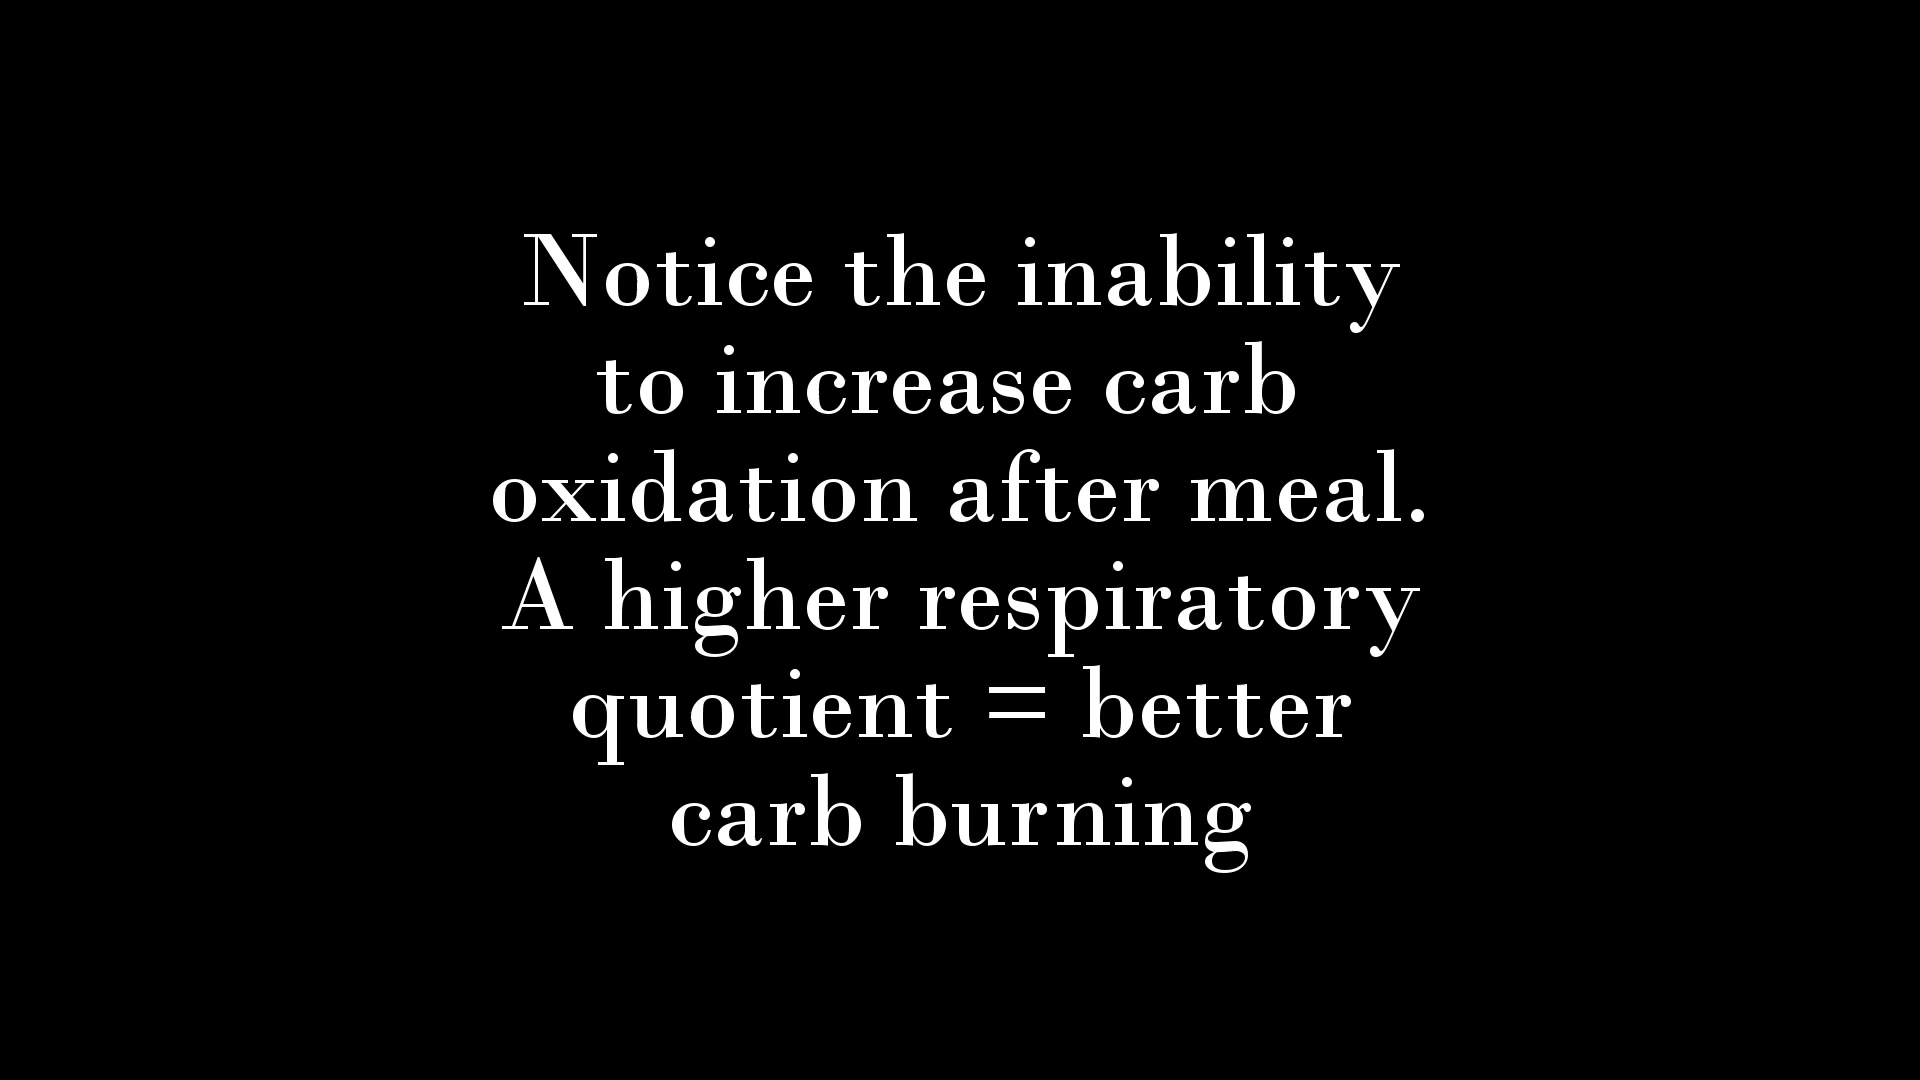 Notice the inability
to increase carb
oxidation after meal.
A higher respiratory
quotient = better
carb burning